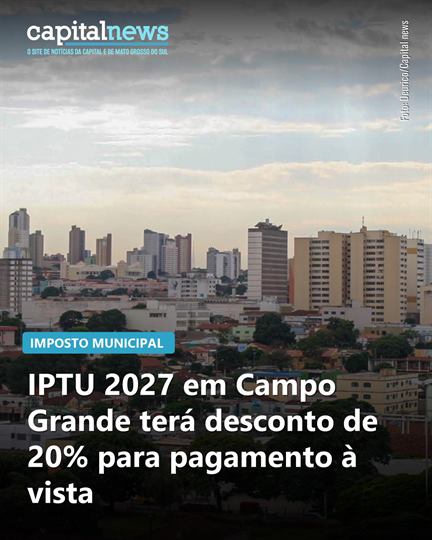 capitalnews
O SITE DE NOTÍCIAS DA CAPITAL E DE MATO GROSSO DO SUL
Foto: Deurico/Capital news
IMPOSTO MUNICIPAL
IPTU 2027 em Campo
Grande terá desconto de
20% para pagamento à
vista